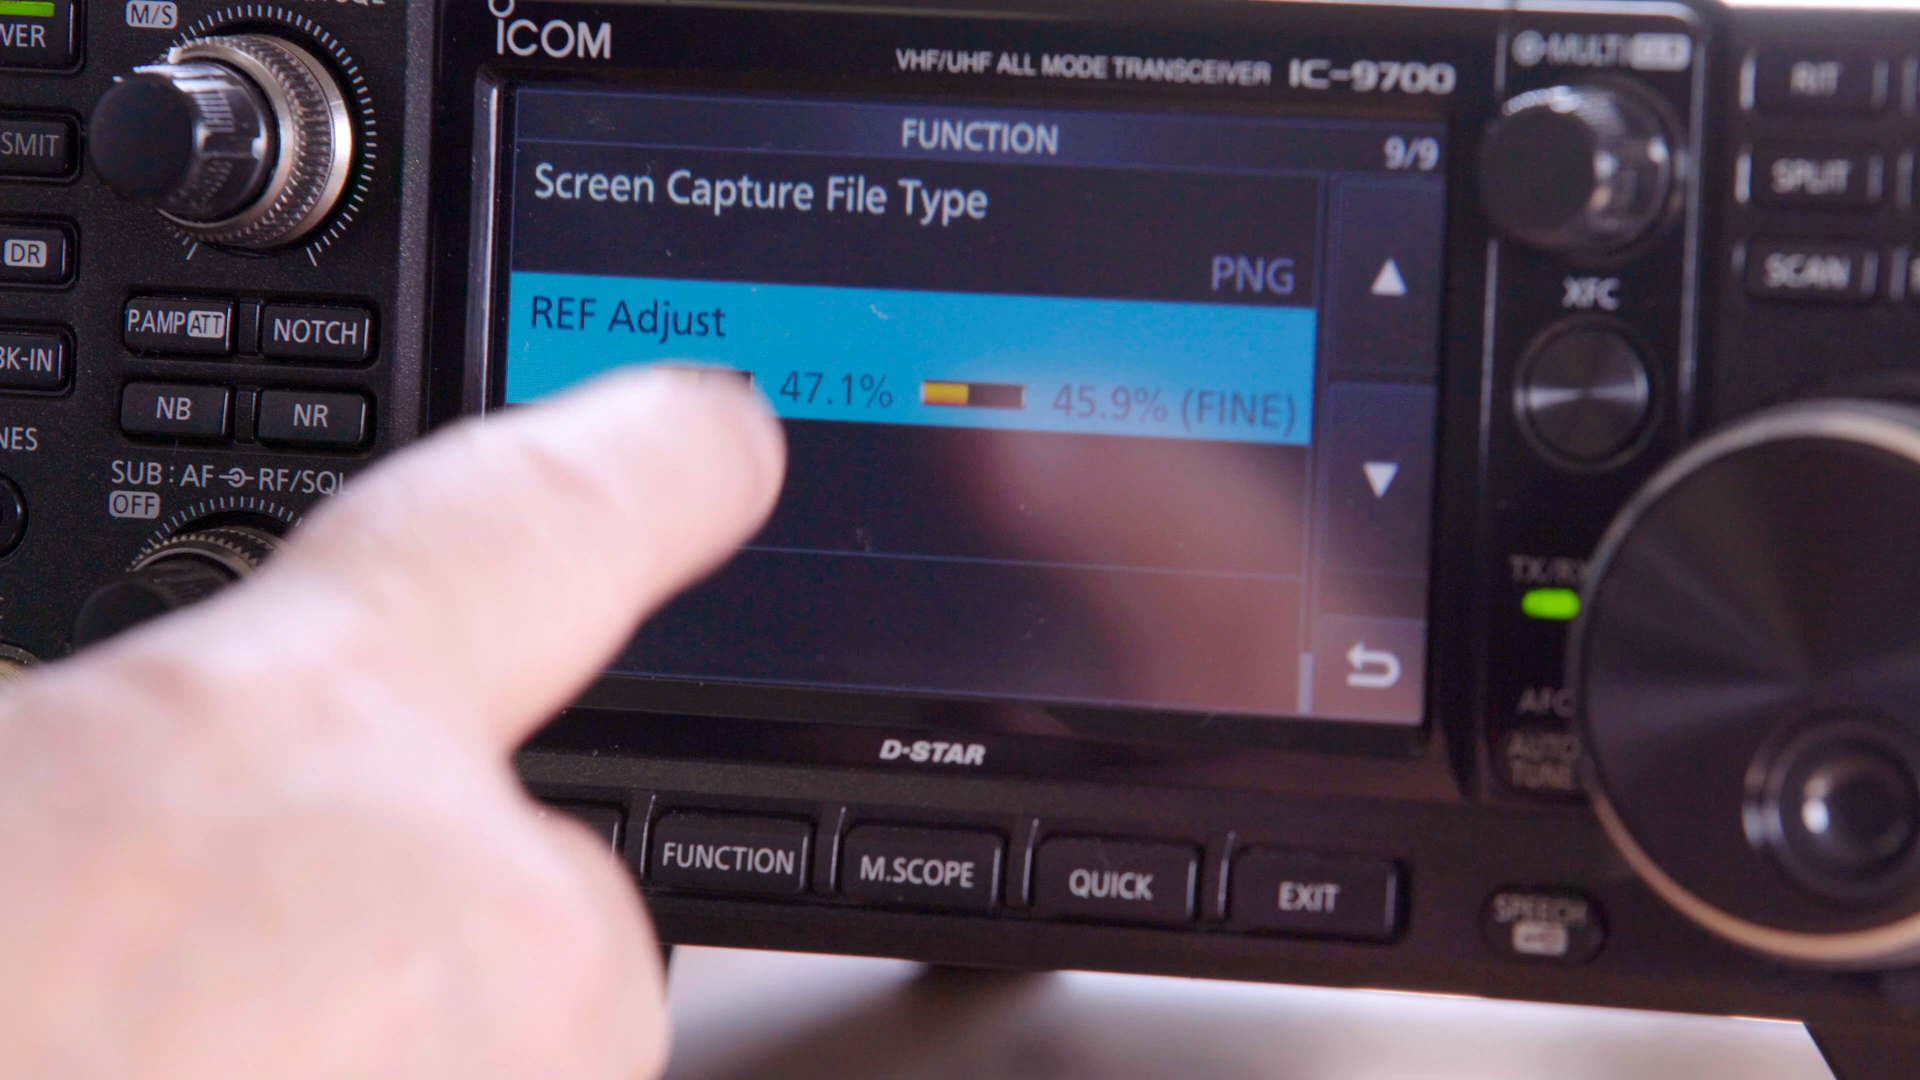 M/S
ICOM
VHF/UHF ALL MODE TRANSCEIVER IC-9700
MULTI
WER
RIT
FUNCTION
9/9
SMIT
Screen Capture File Type
SPLIT
DR
PNG
SCAN
XFC
P.AMP ATT
NOTCH
REF Adjust
BK-IN
47.1% 45.9% (FINE)
NB
NR
NES
SUB : AF RF/SQL
OFF
TX/RX
AFC
AUTO
TUNE
D-STAR
FUNCTION
M.SCOPE
QUICK
EXIT
SPEECH